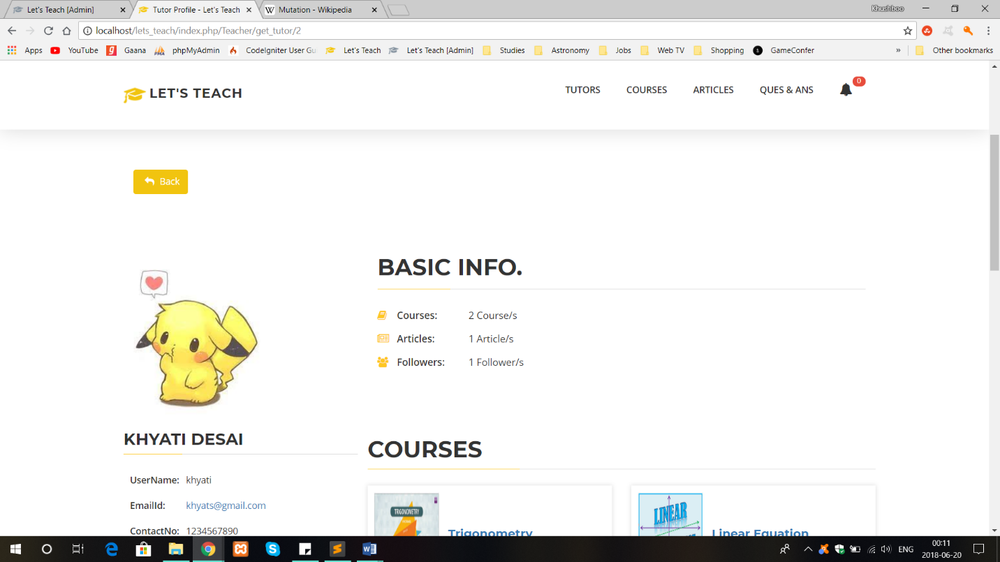 Let's Teach [Admin]
Tutor Profile - Let's Teach
Mutation - Wikipedia
Khushboo
localhost/lets_teach/index.php/Teacher/get_tutor/2
Apps YouTube Gaana phpMyAdmin CodeIgniter User Gu Let's Teach Let's Teach [Admin] Studies Astronomy Jobs Web TV Shopping GameConfer » Other bookmarks
LET'S TEACH
TUTORS COURSES ARTICLES QUES & ANS 0
Back
BASIC INFO.
Courses: 2 Course/s
Articles: 1 Article/s
Followers: 1 Follower/s
KHYATI DESAI
UserName: khyati
EmailId: khyats@gmail.com
ContactNo: 1234567890
COURSES
TRIGONOMETRY
Trigonometry
LINEAR
Linear Equation
ENG
00:11
2018-06-20